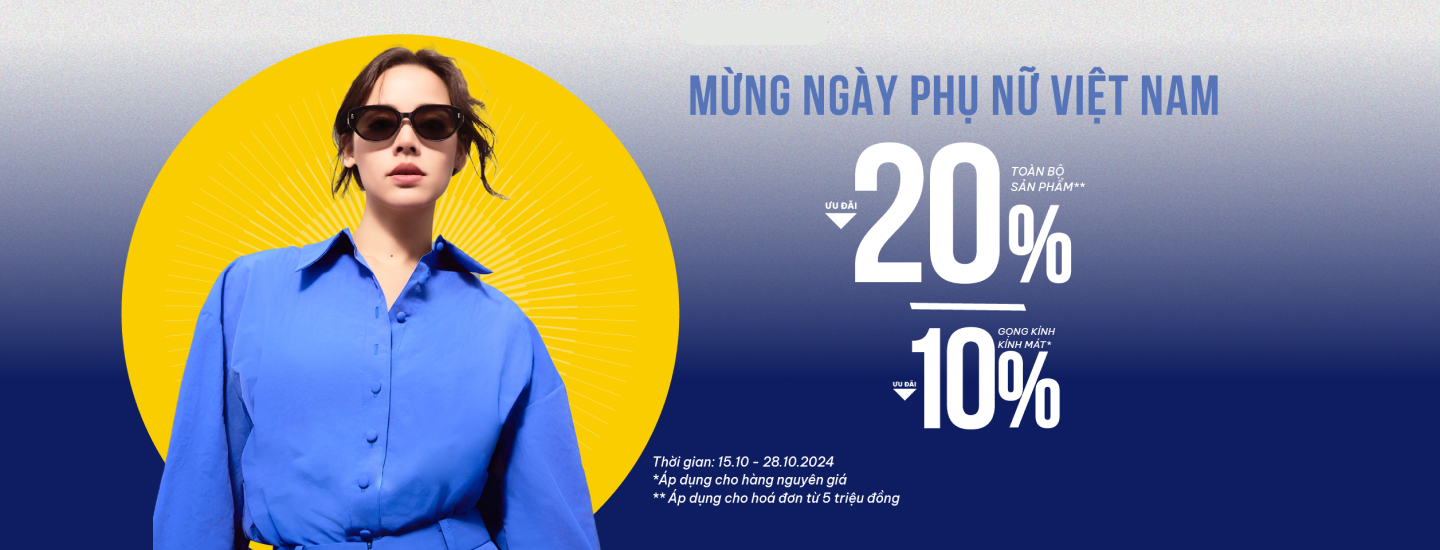 MỪNG NGÀY PHỤ NỮ VIỆT NAM
ƯU ĐÃI
20%
TOÀN BỘ
SẢN PHẨM**
ƯU ĐÃI
10%
GỌNG KÍNH
KÍNH MÁT*
Thời gian: 15.10 - 28.10.2024
*Áp dụng cho hàng nguyên giá
** Áp dụng cho hoá đơn từ 5 triệu đồng